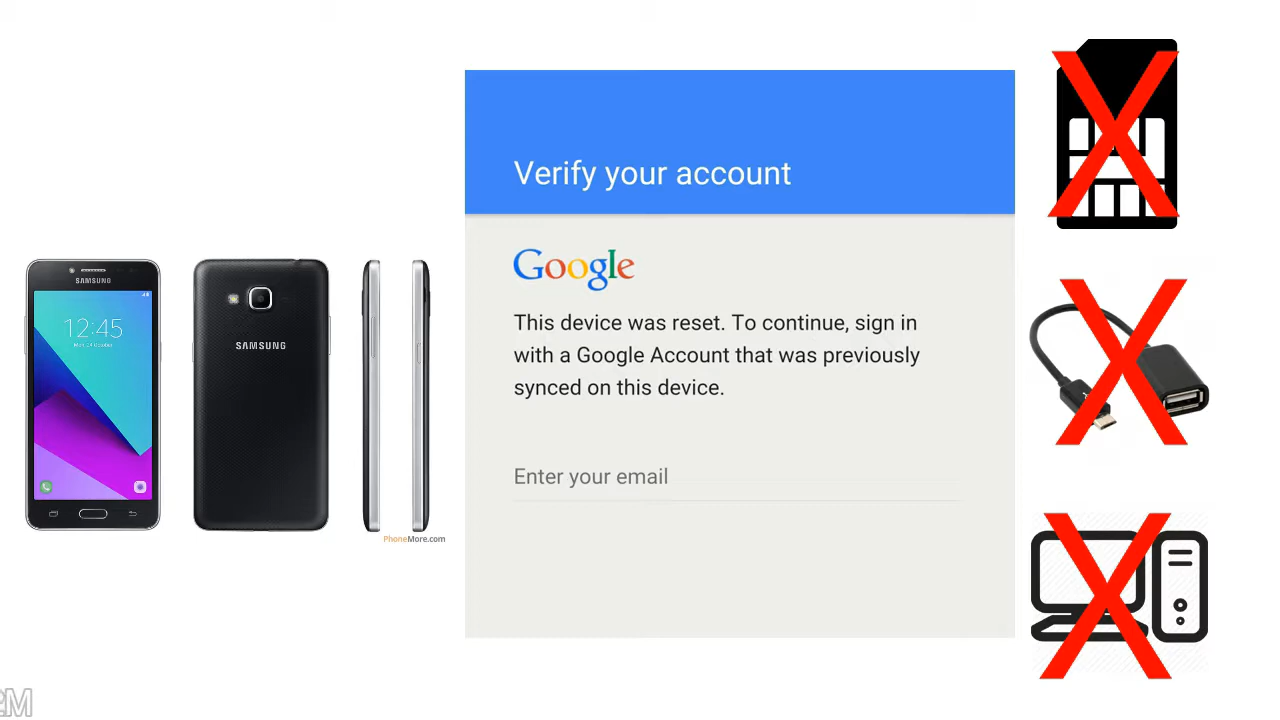 SAMSUNG
12:45
SAMSUNG
PhoneMore.com
Verify your account
Google
This device was reset. To continue, sign in
with a Google Account that was previously
synced on this device.
Enter your email